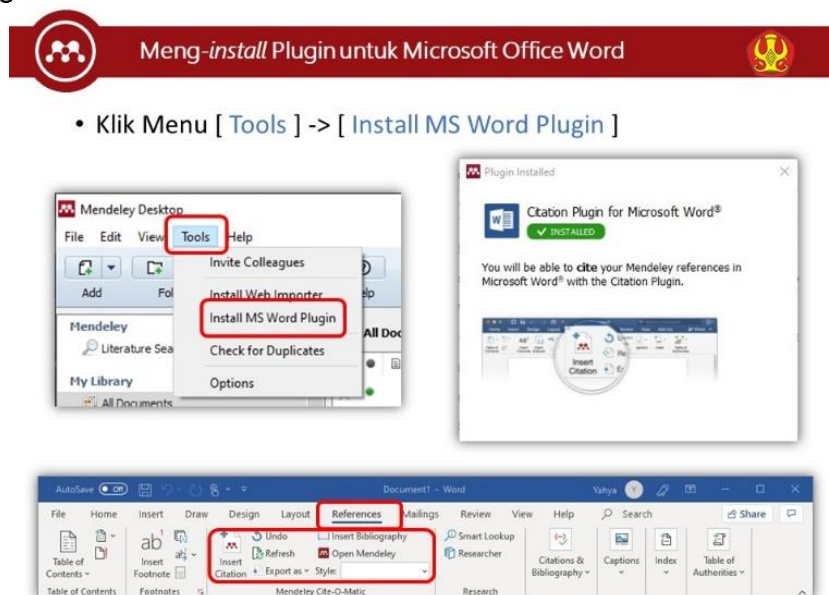 Meng-install Plugin untuk Microsoft Office Word
• Klik Menu [ Tools ] -> [ Install MS Word Plugin ]
Mendeley Desktop
File Edit View Tools Help
Invite Colleagues
Install Web Importer
Install MS Word Plugin
Check for Duplicates
Options
Add Fol elp
Mendeley
Literature Sea
All Doc
My Library
All Documents
Plugin Installed
Citation Plugin for Microsoft Word®
INSTALLED
You will be able to cite your Mendeley references in
Microsoft Word® with the Citation Plugin.
Insert
Citation
AutoSave Off Document1 - Word Yahya Y
File Home Insert Draw Design Layout References Mailings Review View Help Search Share
Table of
Contents
Insert
Footnote
Insert
Citation
Undo
Refresh
Export as
Insert Bibliography
Open Mendeley
Style:
Smart Lookup
Researcher
Citations &
Bibliography
Captions
Index
Table of
Authorities
Table of Contents Footnotes Mendeley Cite-O-Matic Research